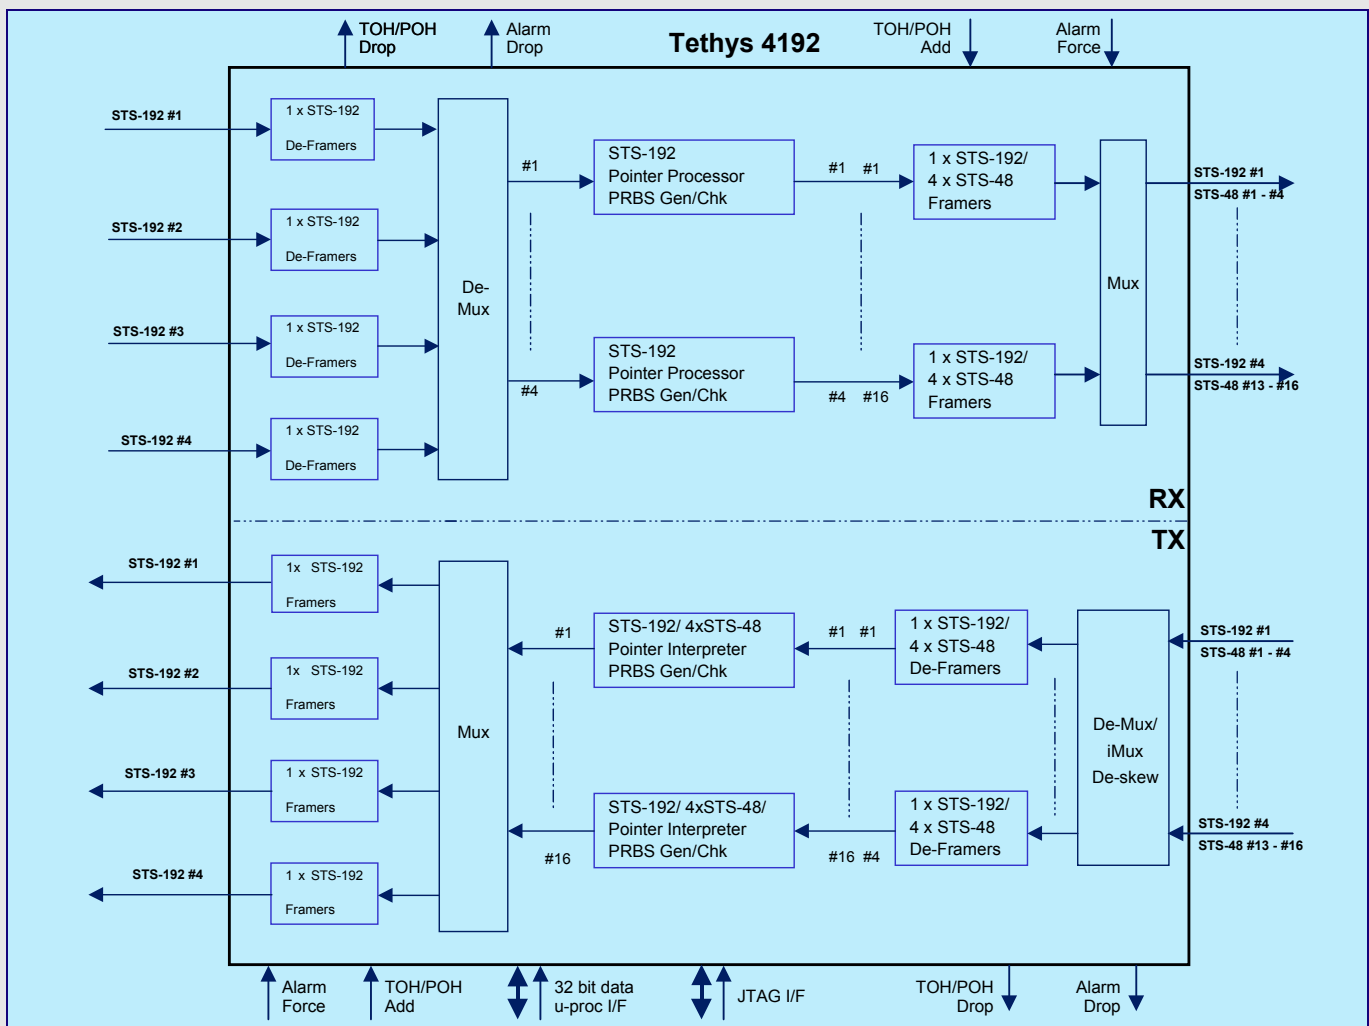 TOH/POH
Drop
Alarm
Drop
Tethys 4192
TOH/POH
Add
Alarm
Force
STS-192 #1
1 x STS-192
De-Framers
STS-192 #2
1 x STS-192
De-Framers
STS-192 #3
1 x STS-192
De-Framers
STS-192 #4
1 x STS-192
De-Framers
De-
Mux
#1
#4
STS-192
Pointer Processor
PRBS Gen/Chk
STS-192
Pointer Processor
PRBS Gen/Chk
#1 #1
#4 #16
1 x STS-192/
4 x STS-48
Framers
1 x STS-192/
4 x STS-48
Framers
Mux
STS-192 #1
STS-48 #1 - #4
STS-192 #4
STS-48 #13 - #16
RX
TX
STS-192 #1
1x STS-192
Framers
STS-192 #2
1x STS-192
Framers
STS-192 #3
1 x STS-192
Framers
STS-192 #4
1 x STS-192
Framers
Mux
#1
#16
STS-192/ 4xSTS-48
Pointer Interpreter
PRBS Gen/Chk
STS-192/ 4xSTS-48/
Pointer Interpreter
PRBS Gen/Chk
#1 #1
#16 #4
1 x STS-192/
4 x STS-48
De-Framers
1 x STS-192/
4 x STS-48
De-Framers
De-Mux/
iMux
De-skew
STS-192 #1
STS-48 #1 - #4
STS-192 #4
STS-48 #13 - #16
Alarm
Force
TOH/POH
Add
32 bit data
u-proc I/F
JTAG I/F
TOH/POH
Drop
Alarm
Drop